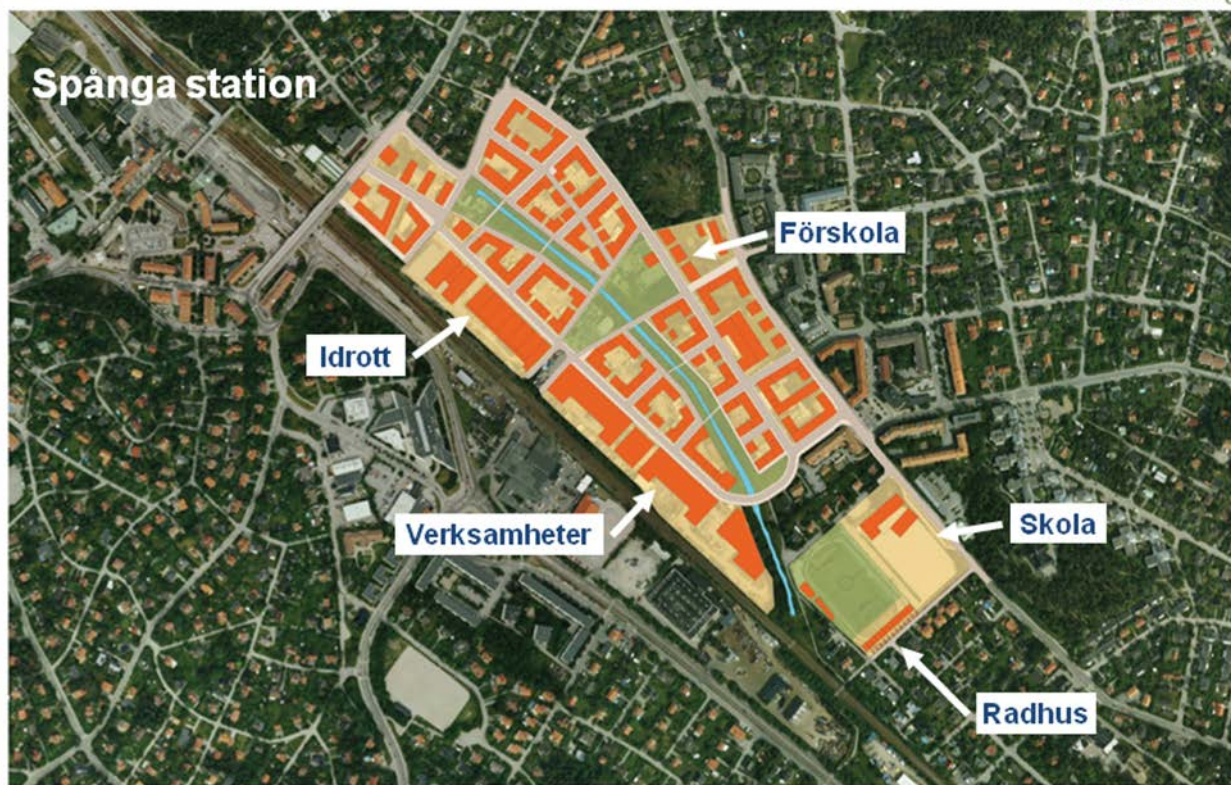 Spånga station
Förskola
Idrott
Verksamheter
Skola
Radhus